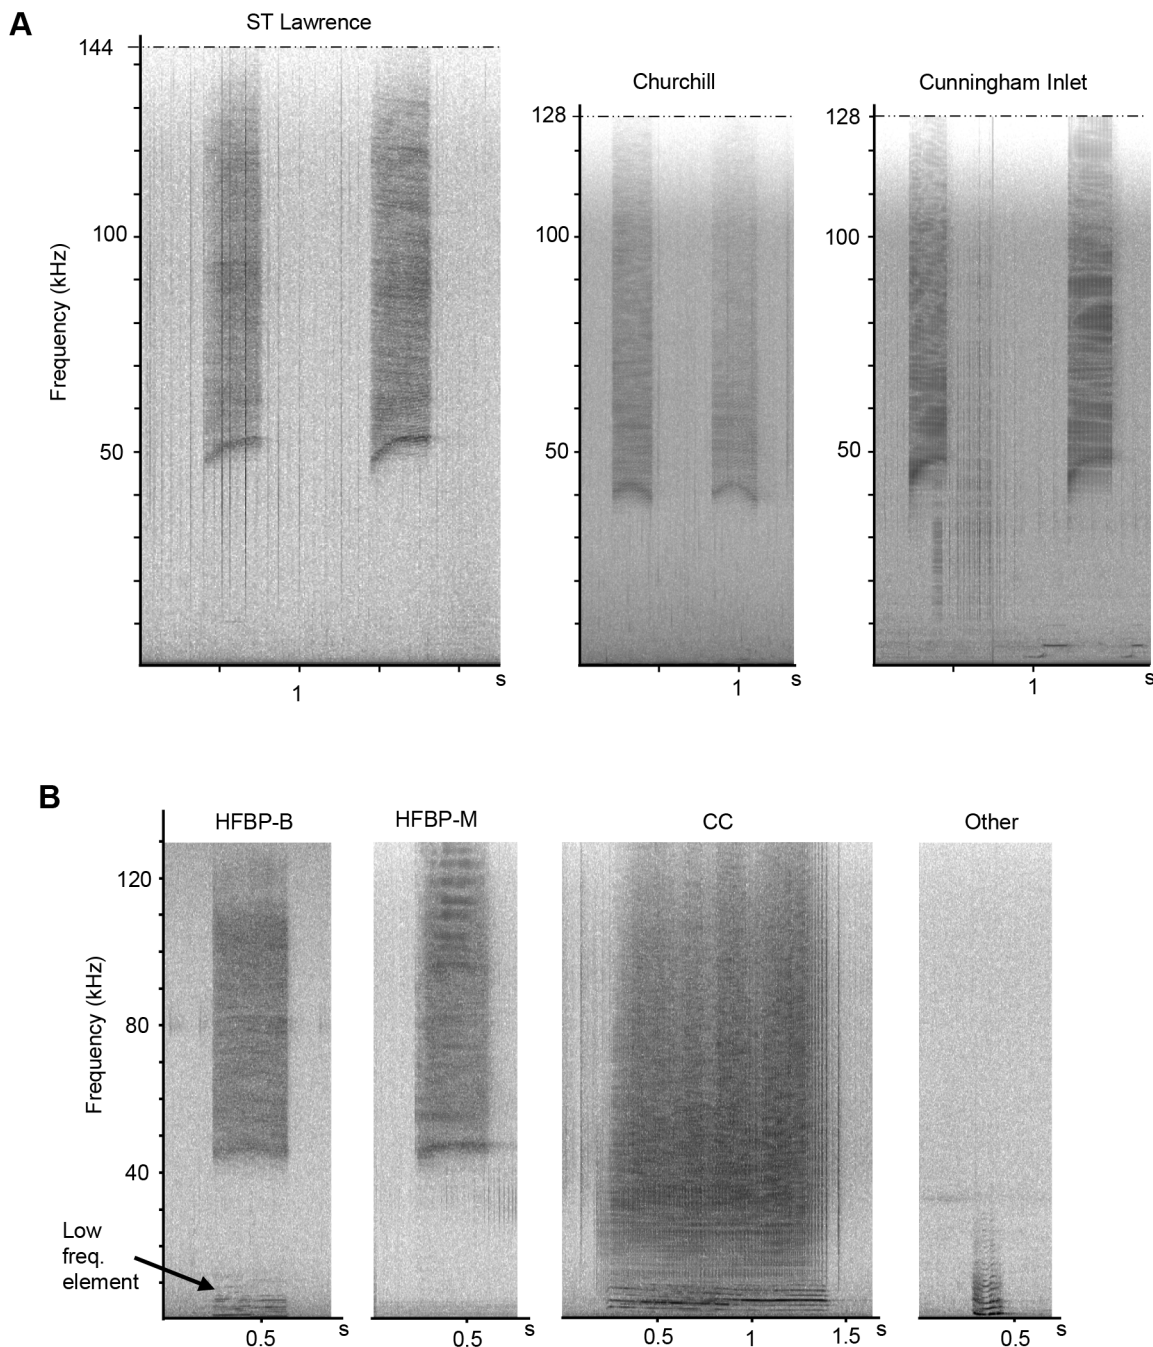 A
ST Lawrence
Churchill
Cunningham Inlet
144
128
128
100
100
100
Frequency (kHz)
50
50
50
1
s
1
s
1
s
B
HFBP-B
HFBP-M
CC
Other
120
80
40
Frequency (kHz)
Low
freq.
element
0.5
s
0.5
s
0.5
1
1.5
s
0.5
s